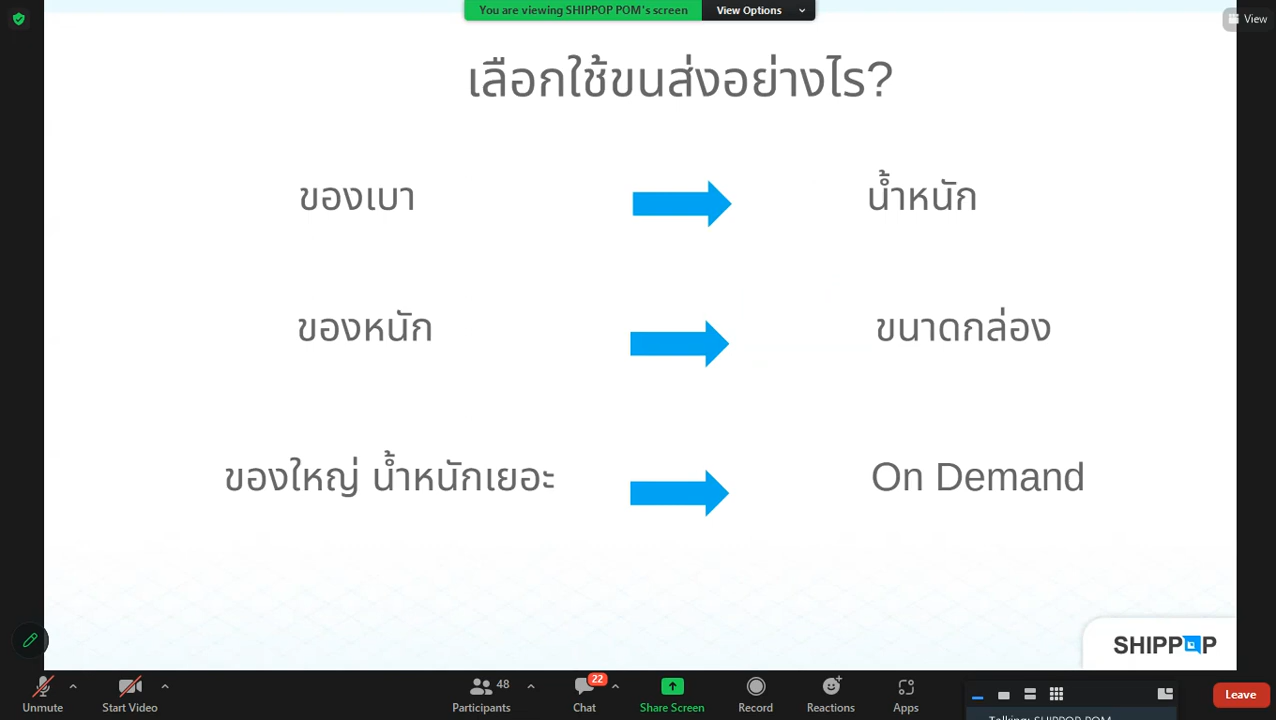 You are viewing SHIPPOP POM's screen
View Options
View
เลือกใช้ขนส่งอย่างไร?
ของเบา
น้ำหนัก
ของหนัก
ขนาดกล่อง
ของใหญ่ น้ำหนักเยอะ
On Demand
SHIPPOP
48
22
Unmute
Start Video
Participants
Chat
Share Screen
Record
Reactions
Apps
Leave
Talking: SHIPPOP POM